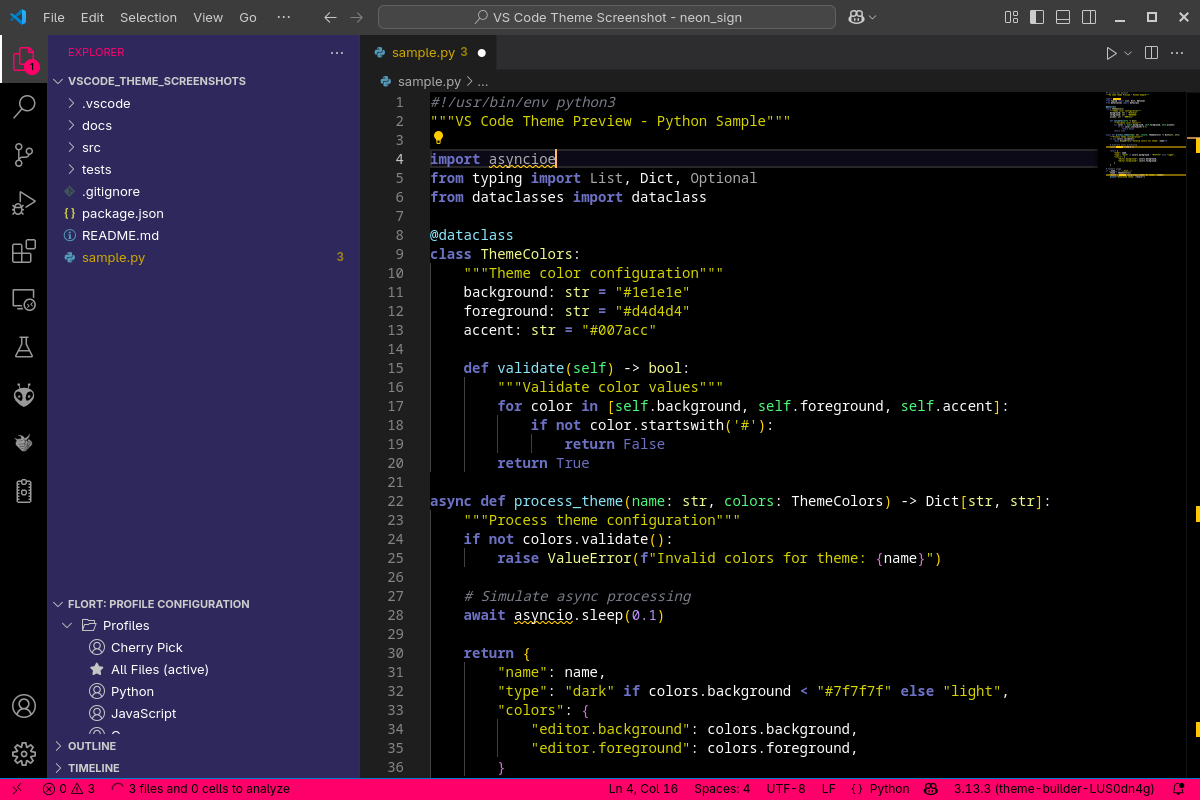 File Edit Selection View Go ···
VS Code Theme Screenshot - neon_sign
EXPLORER
VSCODE_THEME_SCREENSHOTS
.vscode
docs
src
tests
.gitignore
package.json
README.md
sample.py 3
1
FLORT: PROFILE CONFIGURATION
Profiles
Cherry Pick
All Files (active)
Python
JavaScript
OUTLINE
TIMELINE
sample.py 3
sample.py > ...
1 #!/usr/bin/env python3
2 """VS Code Theme Preview - Python Sample"""
3
4 import asyncioe
5 from typing import List, Dict, Optional
6 from dataclasses import dataclass
7
8 @dataclass
9 class ThemeColors:
10     """Theme color configuration"""
11     background: str = "#1e1e1e"
12     foreground: str = "#d4d4d4"
13     accent: str = "#007acc"
14
15     def validate(self) -> bool:
16         """Validate color values"""
17         for color in [self.background, self.foreground, self.accent]:
18             if not color.startswith('#'):
19                 return False
20         return True
21
22 async def process_theme(name: str, colors: ThemeColors) -> Dict[str, str]:
23     """Process theme configuration"""
24     if not colors.validate():
25         raise ValueError(f"Invalid colors for theme: {name}")
26
27     # Simulate async processing
28     await asyncio.sleep(0.1)
29
30     return {
31         "name": name,
32         "type": "dark" if colors.background < "#7f7f7f" else "light",
33         "colors": {
34             "editor.background": colors.background,
35             "editor.foreground": colors.foreground,
36         }
0 3 3 files and 0 cells to analyze
Ln 4, Col 16 Spaces: 4 UTF-8 LF Python 3.13.3 (theme-builder-LUS0dn4g)